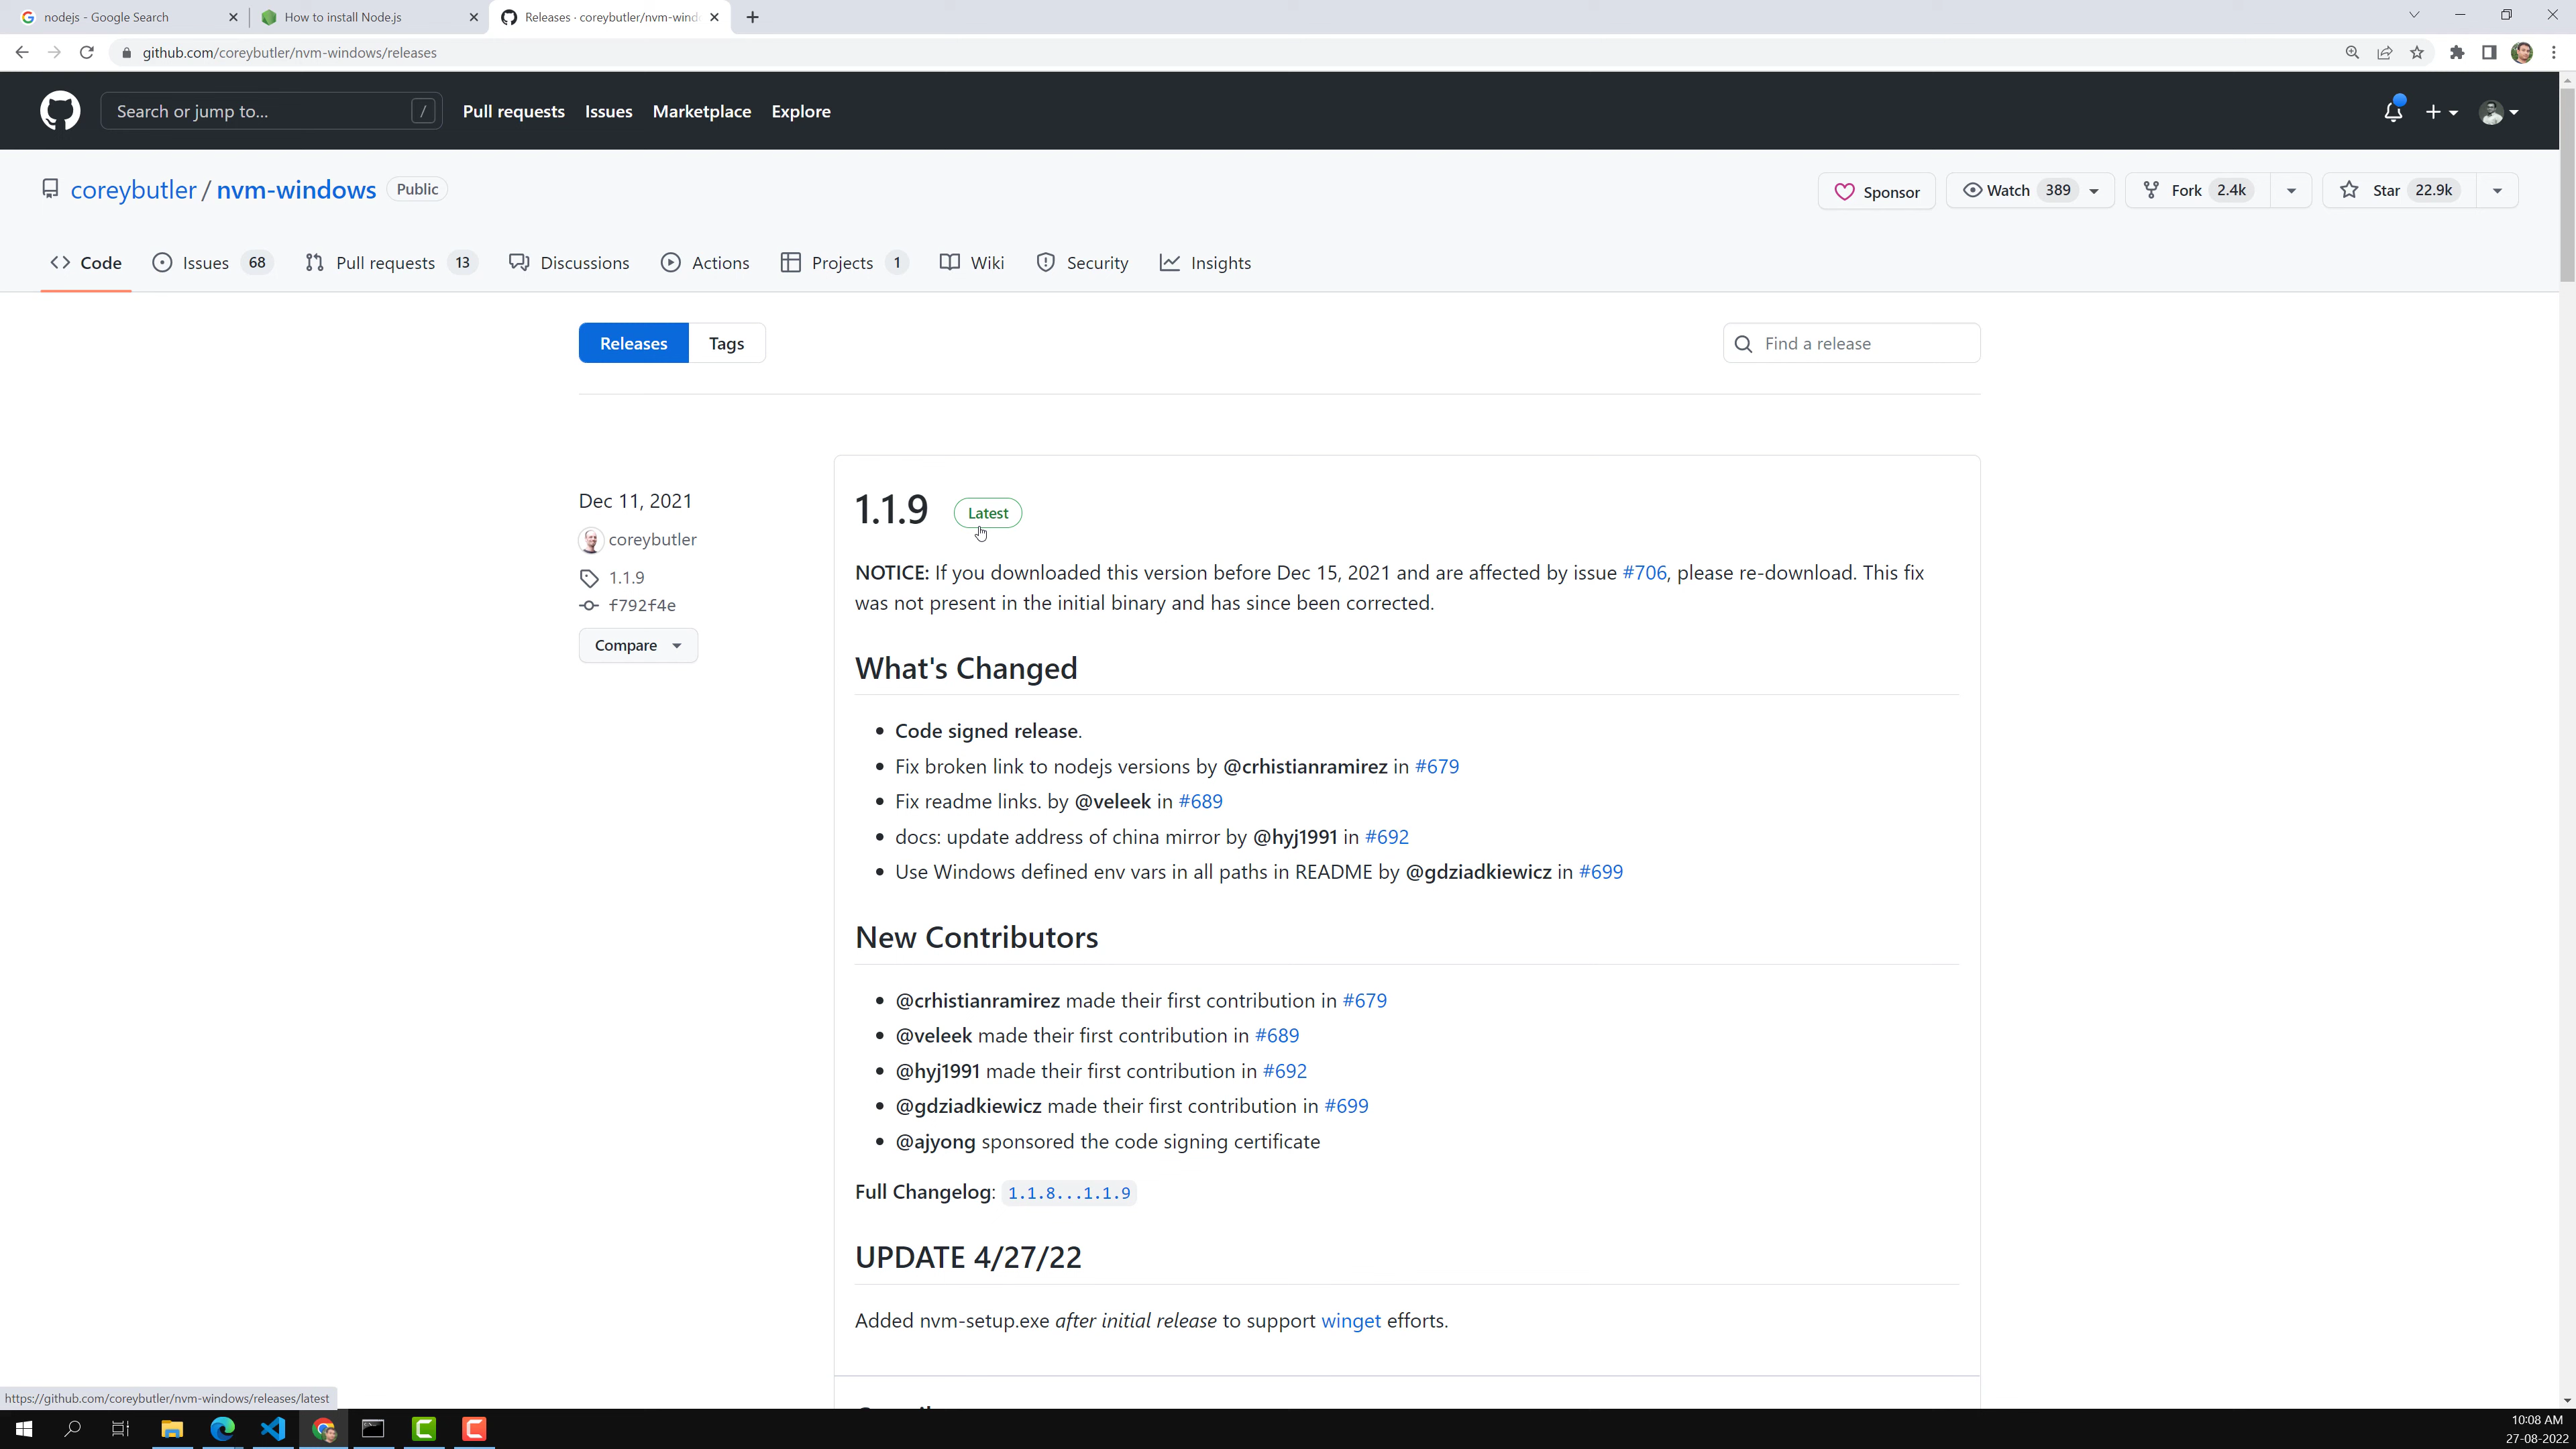 nodejs - Google Search
How to install Node.js
Releases · coreybutler/nvm-wind
github.com/coreybutler/nvm-windows/releases
Search or jump to...
/
Pull requests
Issues
Marketplace
Explore
coreybutler / nvm-windows
Public
Sponsor
Watch 389
Fork 2.4k
Star 22.9k
Code
Issues 68
Pull requests 13
Discussions
Actions
Projects 1
Wiki
Security
Insights
Releases
Tags
Find a release
Dec 11, 2021
coreybutler
1.1.9
f792f4e
Compare
1.1.9
Latest
NOTICE: If you downloaded this version before Dec 15, 2021 and are affected by issue #706, please re-download. This fix
was not present in the initial binary and has since been corrected.
What's Changed
• Code signed release.
• Fix broken link to nodejs versions by @crhistianramirez in #679
• Fix readme links. by @veleek in #689
• docs: update address of china mirror by @hyj1991 in #692
• Use Windows defined env vars in all paths in README by @gdziadkiewicz in #699
New Contributors
• @crhistianramirez made their first contribution in #679
• @veleek made their first contribution in #689
• @hyj1991 made their first contribution in #692
• @gdziadkiewicz made their first contribution in #699
• @ajyong sponsored the code signing certificate
Full Changelog: 1.1.8...1.1.9
UPDATE 4/27/22
Added nvm-setup.exe after initial release to support winget efforts.
https://github.com/coreybutler/nvm-windows/releases/latest
10:08 AM
27-08-2022